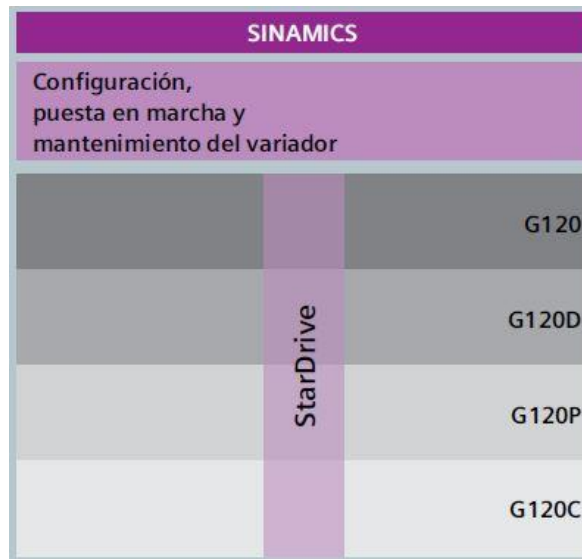 SINAMICS
Configuración,
puesta en marcha y
mantenimiento del variador
G120
G120D
StarDrive
G120P
G120C